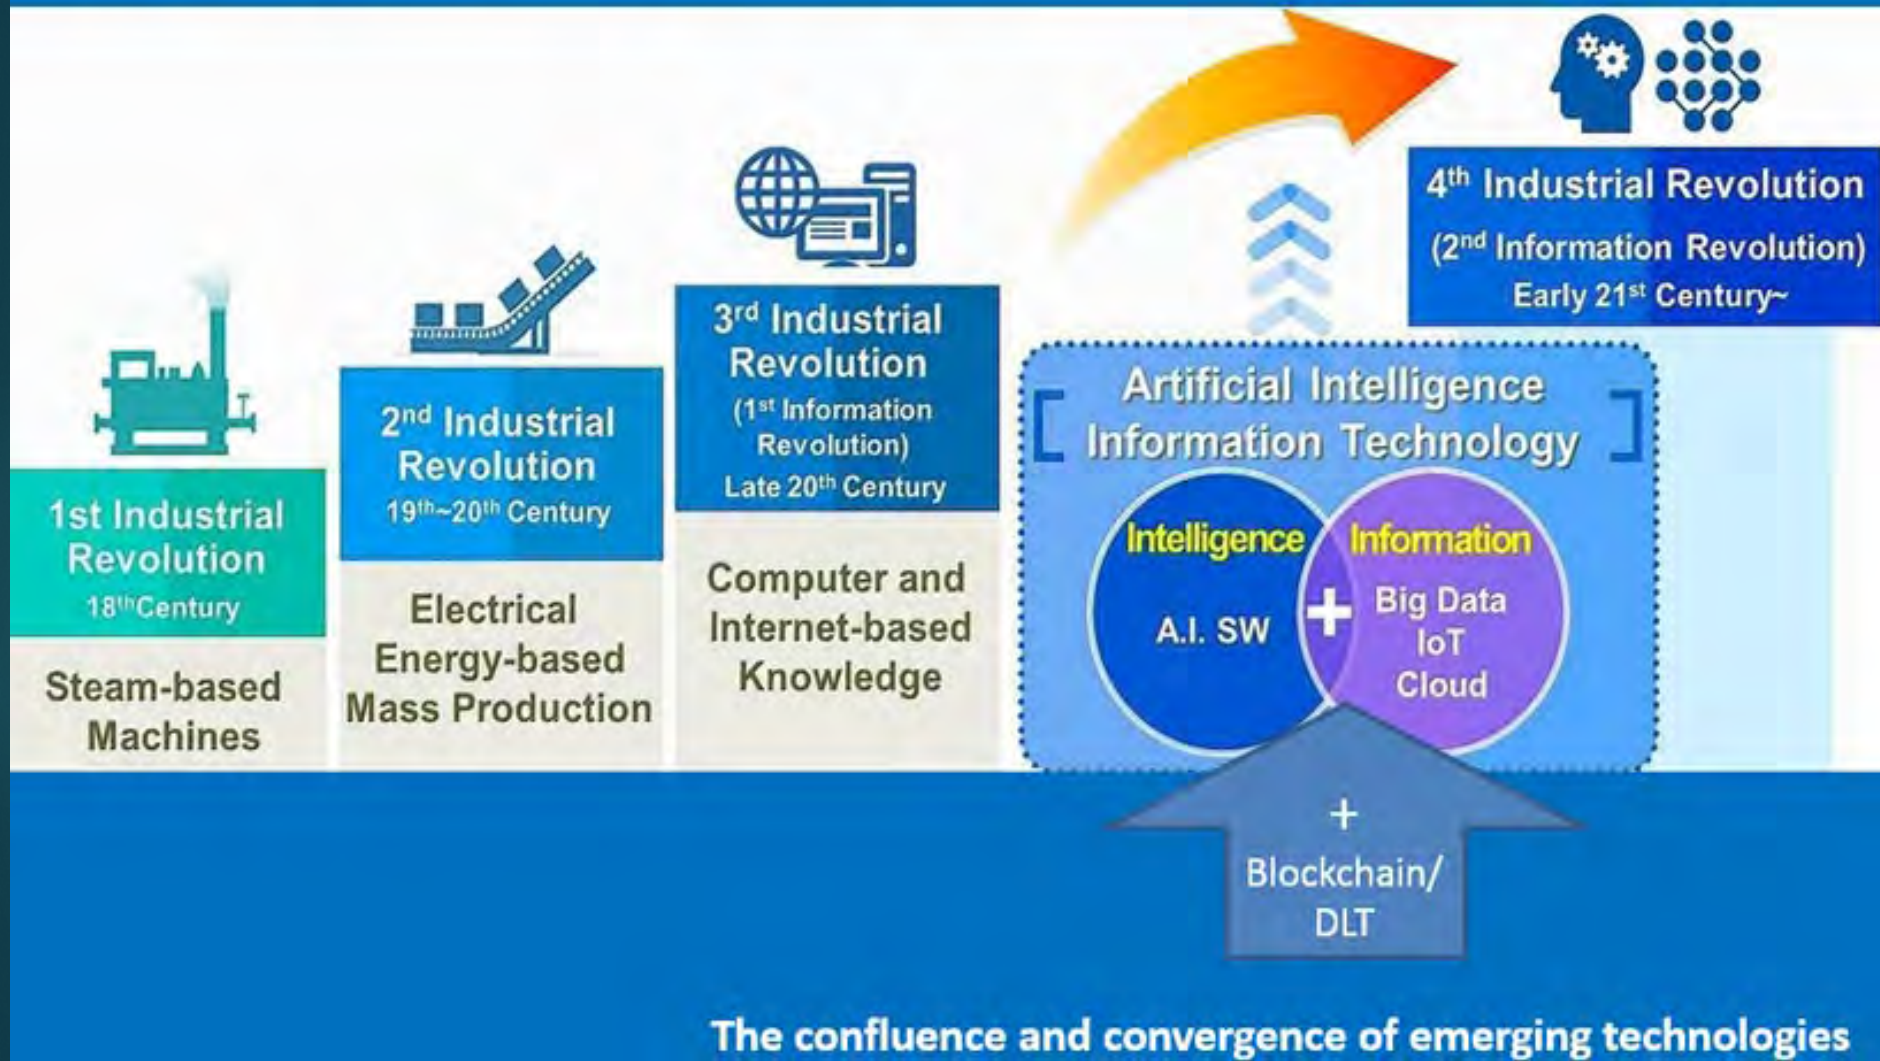 1st Industrial
Revolution
18thCentury
Steam-based
Machines
2nd Industrial
Revolution
19th~20th Century
Electrical
Energy-based
Mass Production
3rd Industrial
Revolution
(1st Information
Revolution)
Late 20th Century
Computer and
Internet-based
Knowledge
4th Industrial Revolution
(2nd Information Revolution)
Early 21st Century~
Artificial Intelligence
Information Technology
Intelligence
A.I. SW
+
Information
Big Data
IoT
Cloud
+
Blockchain/
DLT
The confluence and convergence of emerging technologies